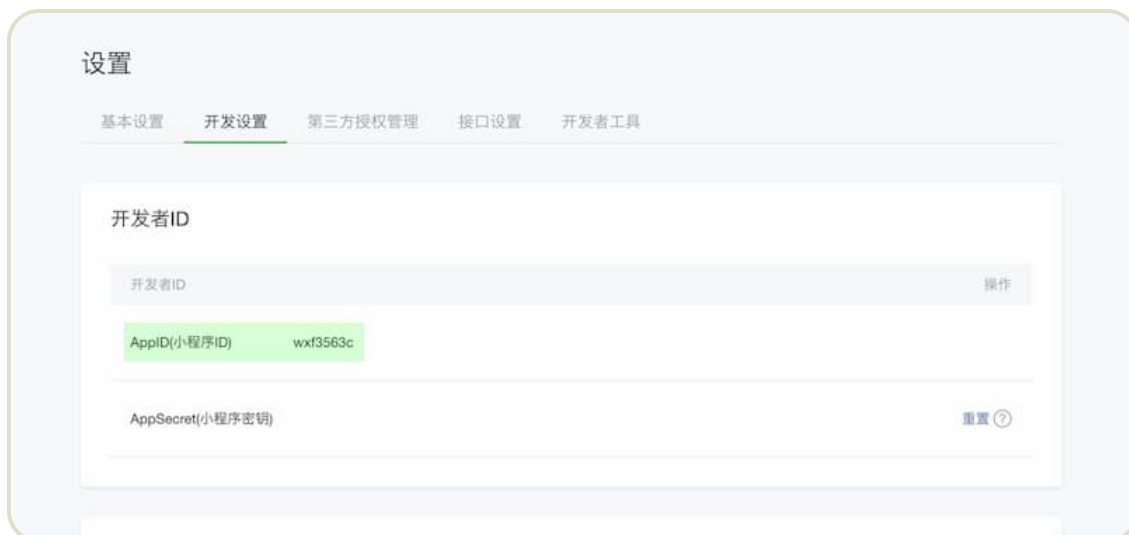 设置
基本设置 开发设置 第三方授权管理 接口设置 开发者工具
开发者ID
开发者ID 操作
AppID(小程序ID) wxf3563c
AppSecret(小程序密钥) 重置 ?